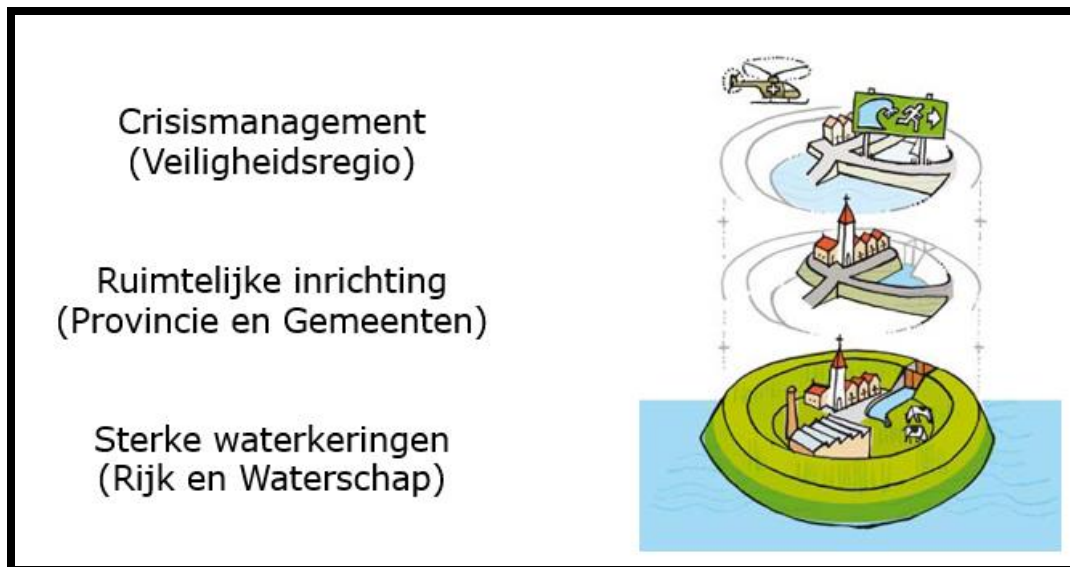 Crisismanagement
(Veiligheidsregio)
Ruimtelijke inrichting
(Provincie en Gemeenten)
Sterke waterkeringen
(Rijk en Waterschap)